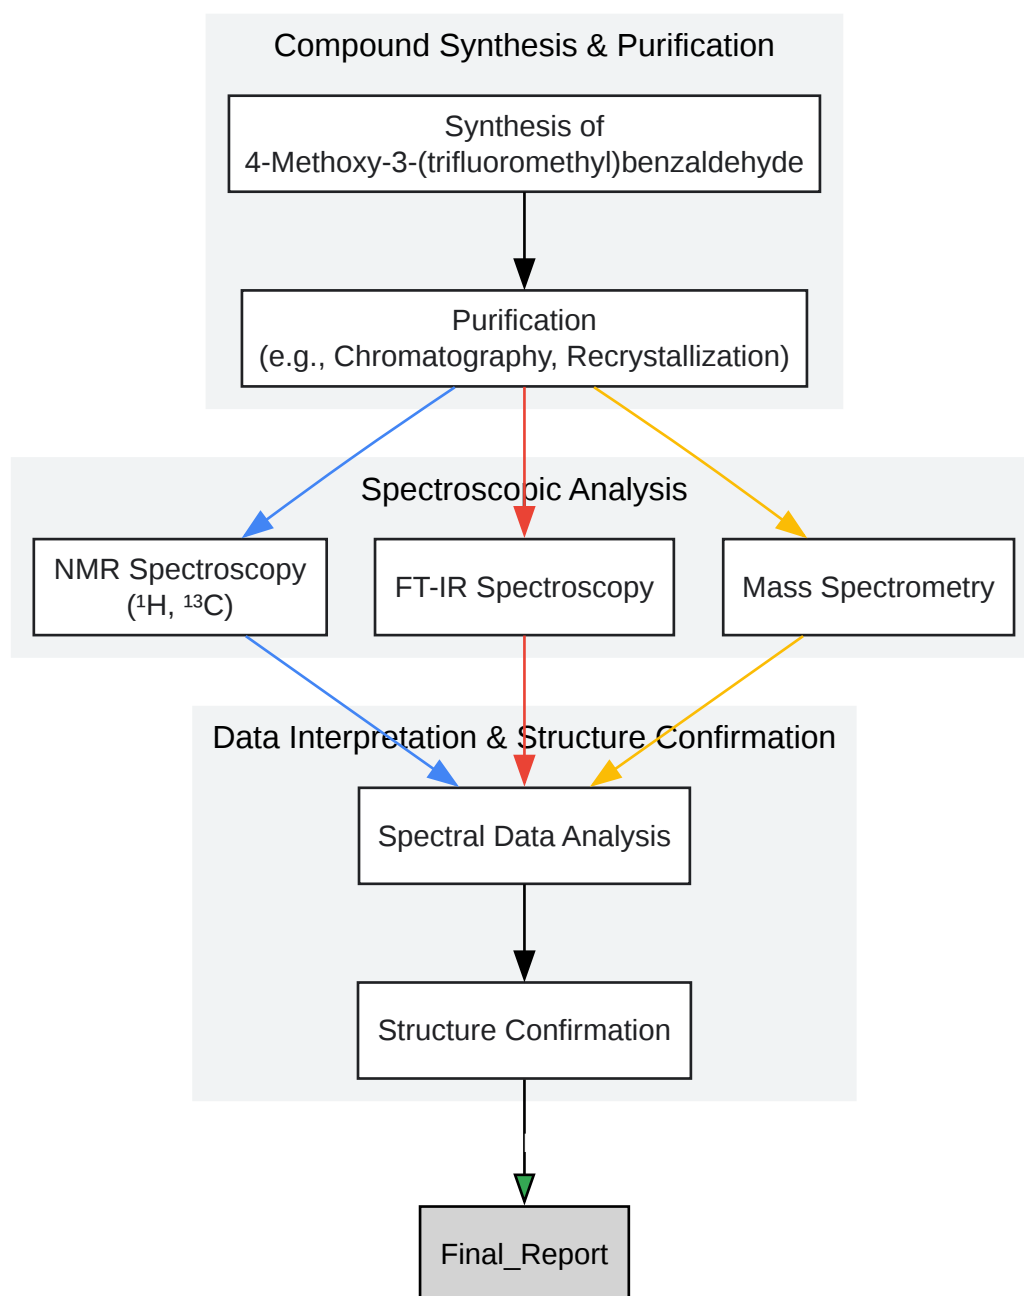 Compound Synthesis & Purification
Synthesis of
4-Methoxy-3-(trifluoromethyl)benzaldehyde
Purification
(e.g., Chromatography, Recrystallization)
Spectroscopic Analysis
NMR Spectroscopy
(¹H, ¹³C)
FT-IR Spectroscopy
Mass Spectrometry
Data Interpretation & Structure Confirmation
Spectral Data Analysis
Structure Confirmation
Final_Report